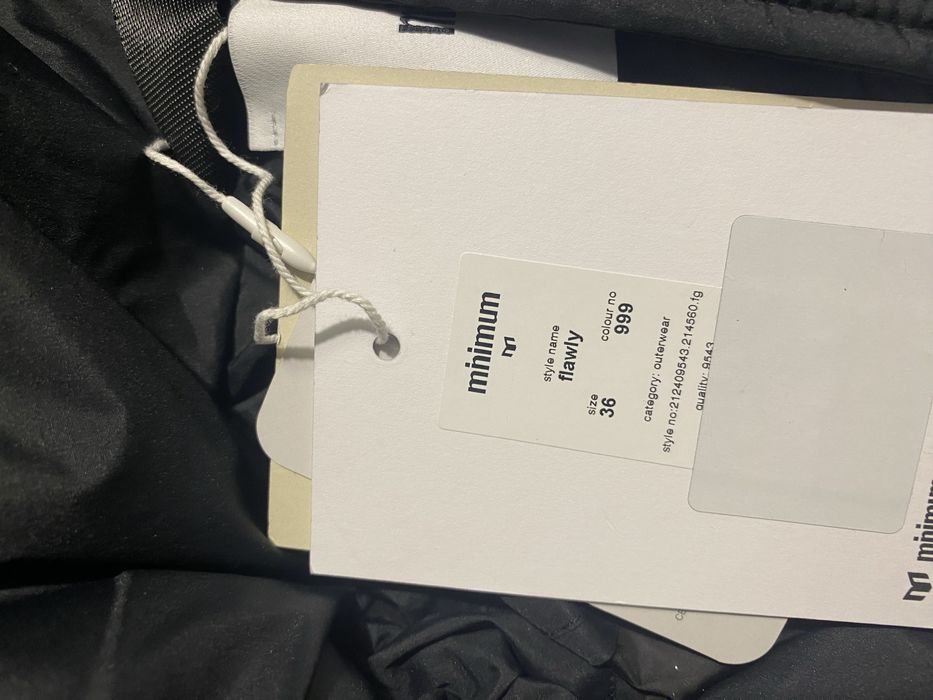 minimum
style name
flawly
size
36
colour no
999
category: outerwear
style no:212409543.214560.fg
quality: 9543
minimum